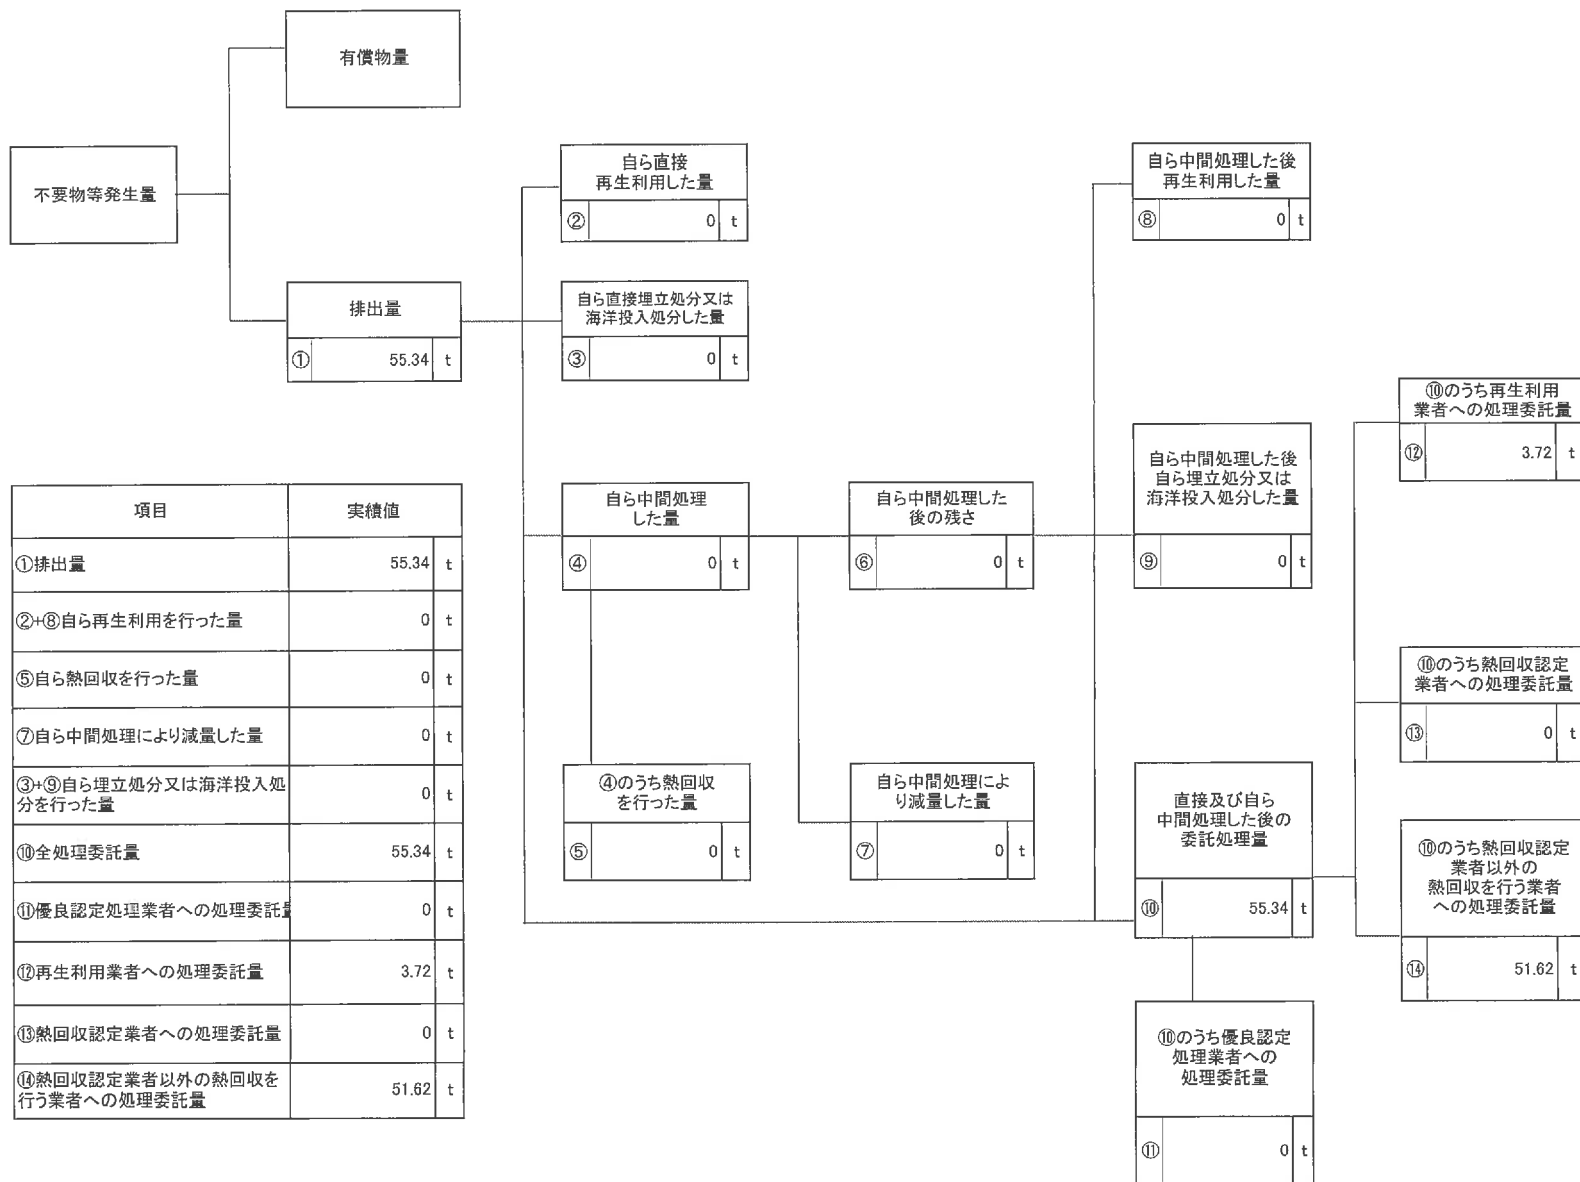 有償物量
不要物等発生量
排出量
① 55.34 t
自ら直接
再生利用した量
② 0 t
自ら直接埋立処分又は
海洋投入処分した量
③ 0 t
自ら中間処理
した量
④ 0 t
④のうち熱回収
を行った量
⑤ 0 t
自ら中間処理した
後の残さ
⑥ 0 t
自ら中間処理によ
り減量した量
⑦ 0 t
自ら中間処理した後
再生利用した量
⑧ 0 t
自ら中間処理した後
自ら埋立処分又は
海洋投入処分した量
⑨ 0 t
直接及び自ら
中間処理した後の
委託処理量
⑩ 55.34 t
⑩のうち優良認定
処理業者への
処理委託量
⑪ 0 t
⑩のうち再生利用
業者への処理委託量
⑫ 3.72 t
⑩のうち熱回収認定
業者への処理委託量
⑬ 0 t
⑩のうち熱回収認定
業者以外の
熱回収を行う業者
への処理委託量
⑭ 51.62 t
項目 実績値
①排出量 55.34 t
②+⑧自ら再生利用を行った量 0 t
⑤自ら熱回収を行った量 0 t
⑦自ら中間処理により減量した量 0 t
③+⑨自ら埋立処分又は海洋投入処
分を行った量 0 t
⑩全処理委託量 55.34 t
⑪優良認定処理業者への処理委託量 0 t
⑫再生利用業者への処理委託量 3.72 t
⑬熱回収認定業者への処理委託量 0 t
⑭熱回収認定業者以外の熱回収を
行う業者への処理委託量 51.62 t